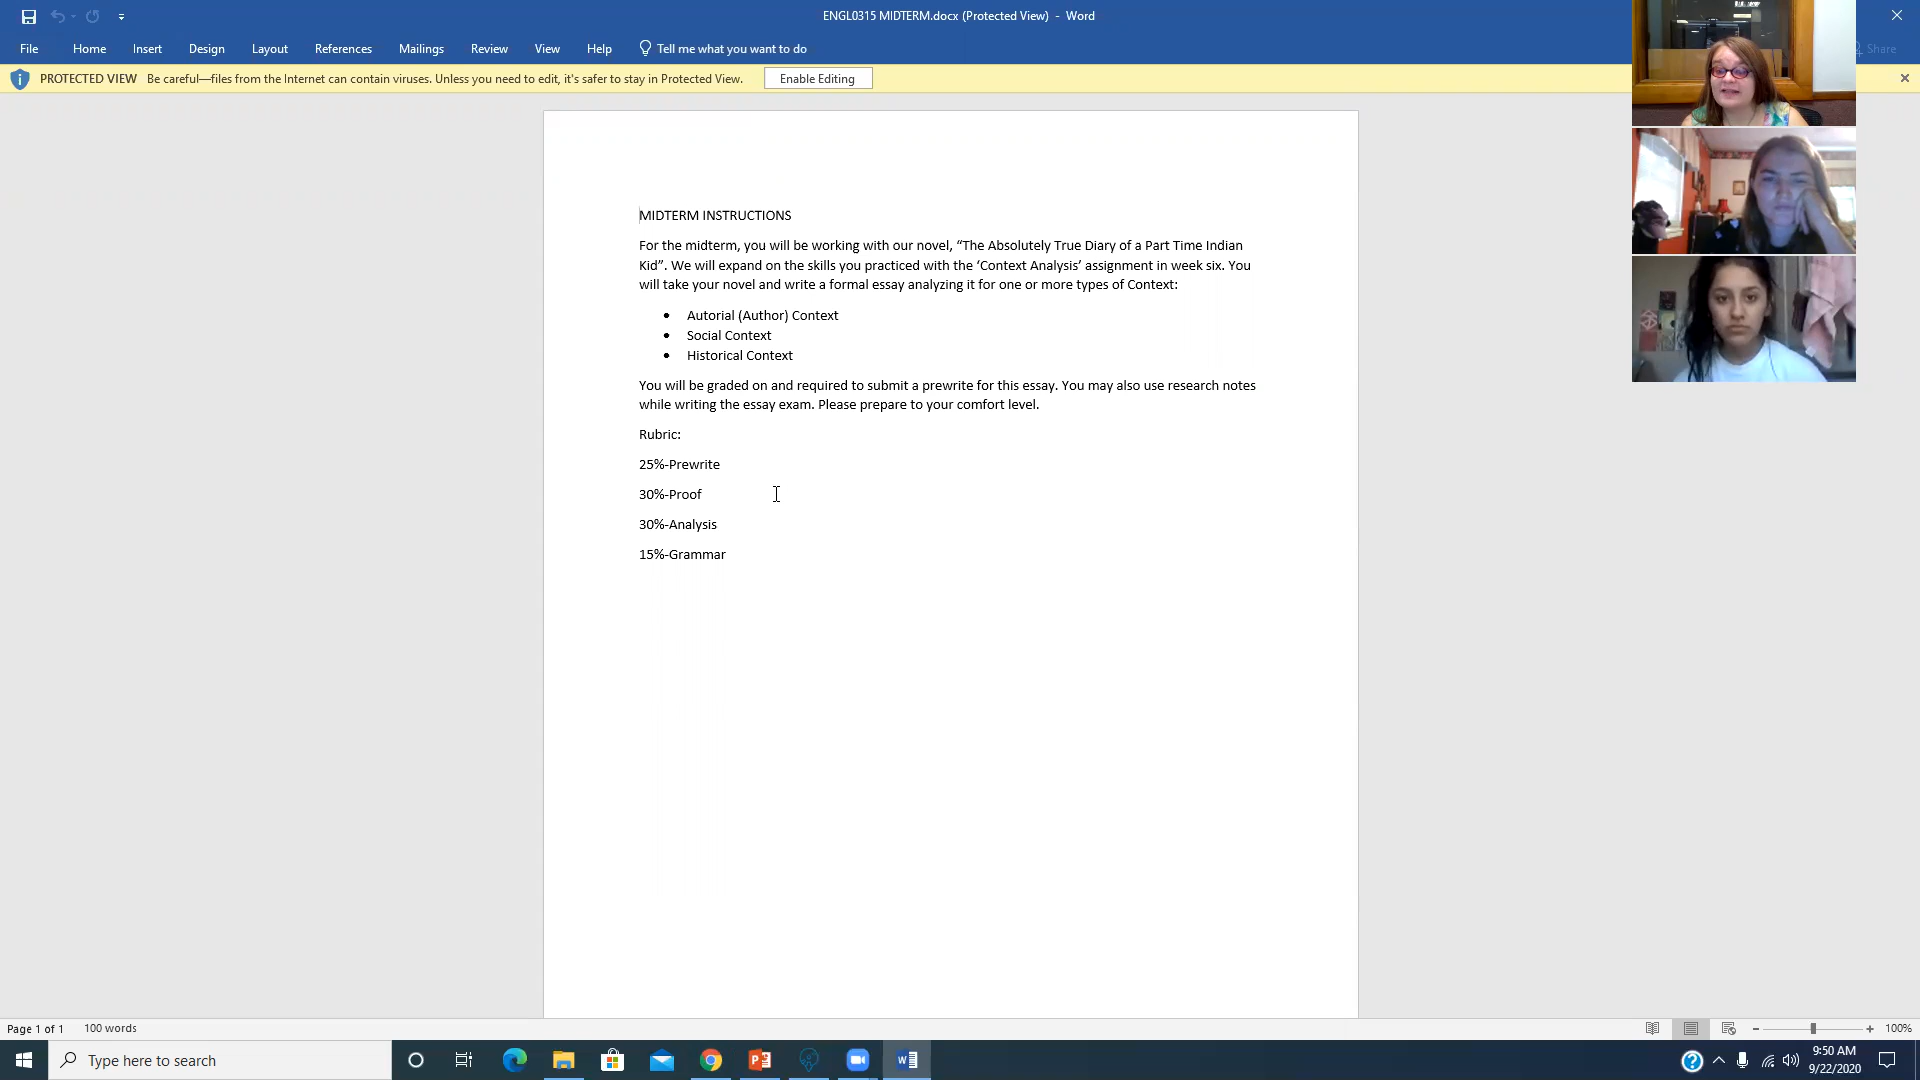 ENGL0315 MIDTERM.docx (Protected View) - Word
File Home Insert Design Layout References Mailings Review View Help Tell me what you want to do Share
PROTECTED VIEW Be careful—files from the Internet can contain viruses. Unless you need to edit, it's safer to stay in Protected View. Enable Editing
MIDTERM INSTRUCTIONS
For the midterm, you will be working with our novel, “The Absolutely True Diary of a Part Time Indian
Kid”. We will expand on the skills you practiced with the ‘Context Analysis’ assignment in week six. You
will take your novel and write a formal essay analyzing it for one or more types of Context:
• Autorial (Author) Context
• Social Context
• Historical Context
You will be graded on and required to submit a prewrite for this essay. You may also use research notes
while writing the essay exam. Please prepare to your comfort level.
Rubric:
25%-Prewrite
30%-Proof
30%-Analysis
15%-Grammar
Page 1 of 1 100 words 100%
Type here to search
9:50 AM
9/22/2020